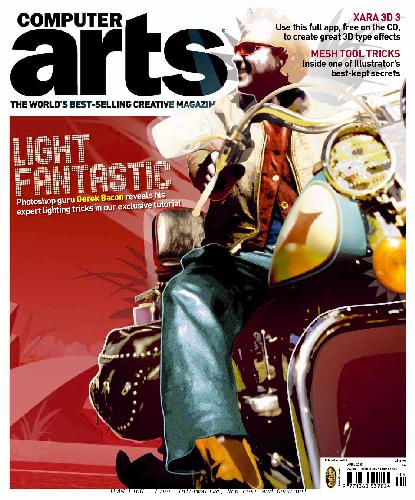 COMPUTER
arts
THE WORLD'S BEST-SELLING CREATIVE MAGAZIN
XARA 3D 3
Use this full app, free on the CD,
to create great 3D type effects
MESH TOOL TRICKS
Inside one of Illustrator's
best-kept secrets
LIGHT
FANTASTIC
Photoshop guru Derek Bacon reveals his
expert lighting tricks in our exclusive tutorial